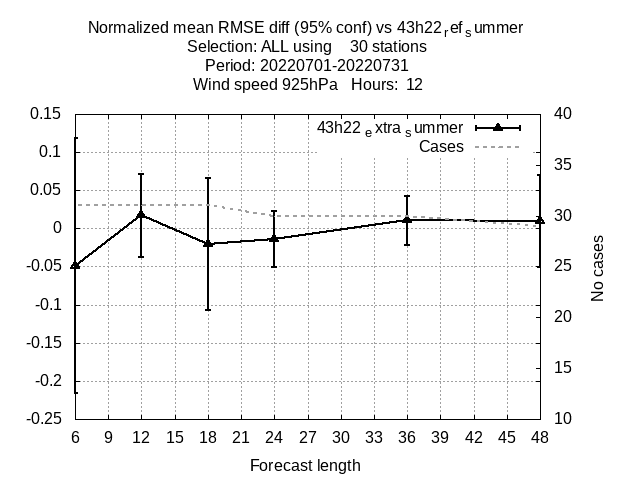 Normalized mean RMSE diff (95% conf) vs 43h22refsummer
Selection: ALL using 30 stations
Period: 20220701-20220731
Wind speed 925hPa Hours: 12
0.15
0.1
0.05
0
-0.05
-0.1
-0.15
-0.2
-0.25
43h22extrasummer
Cases
40
35
30
25
20
15
10
No cases
6 9 12 15 18 21 24 27 30 33 36 39 42 45 48
Forecast length